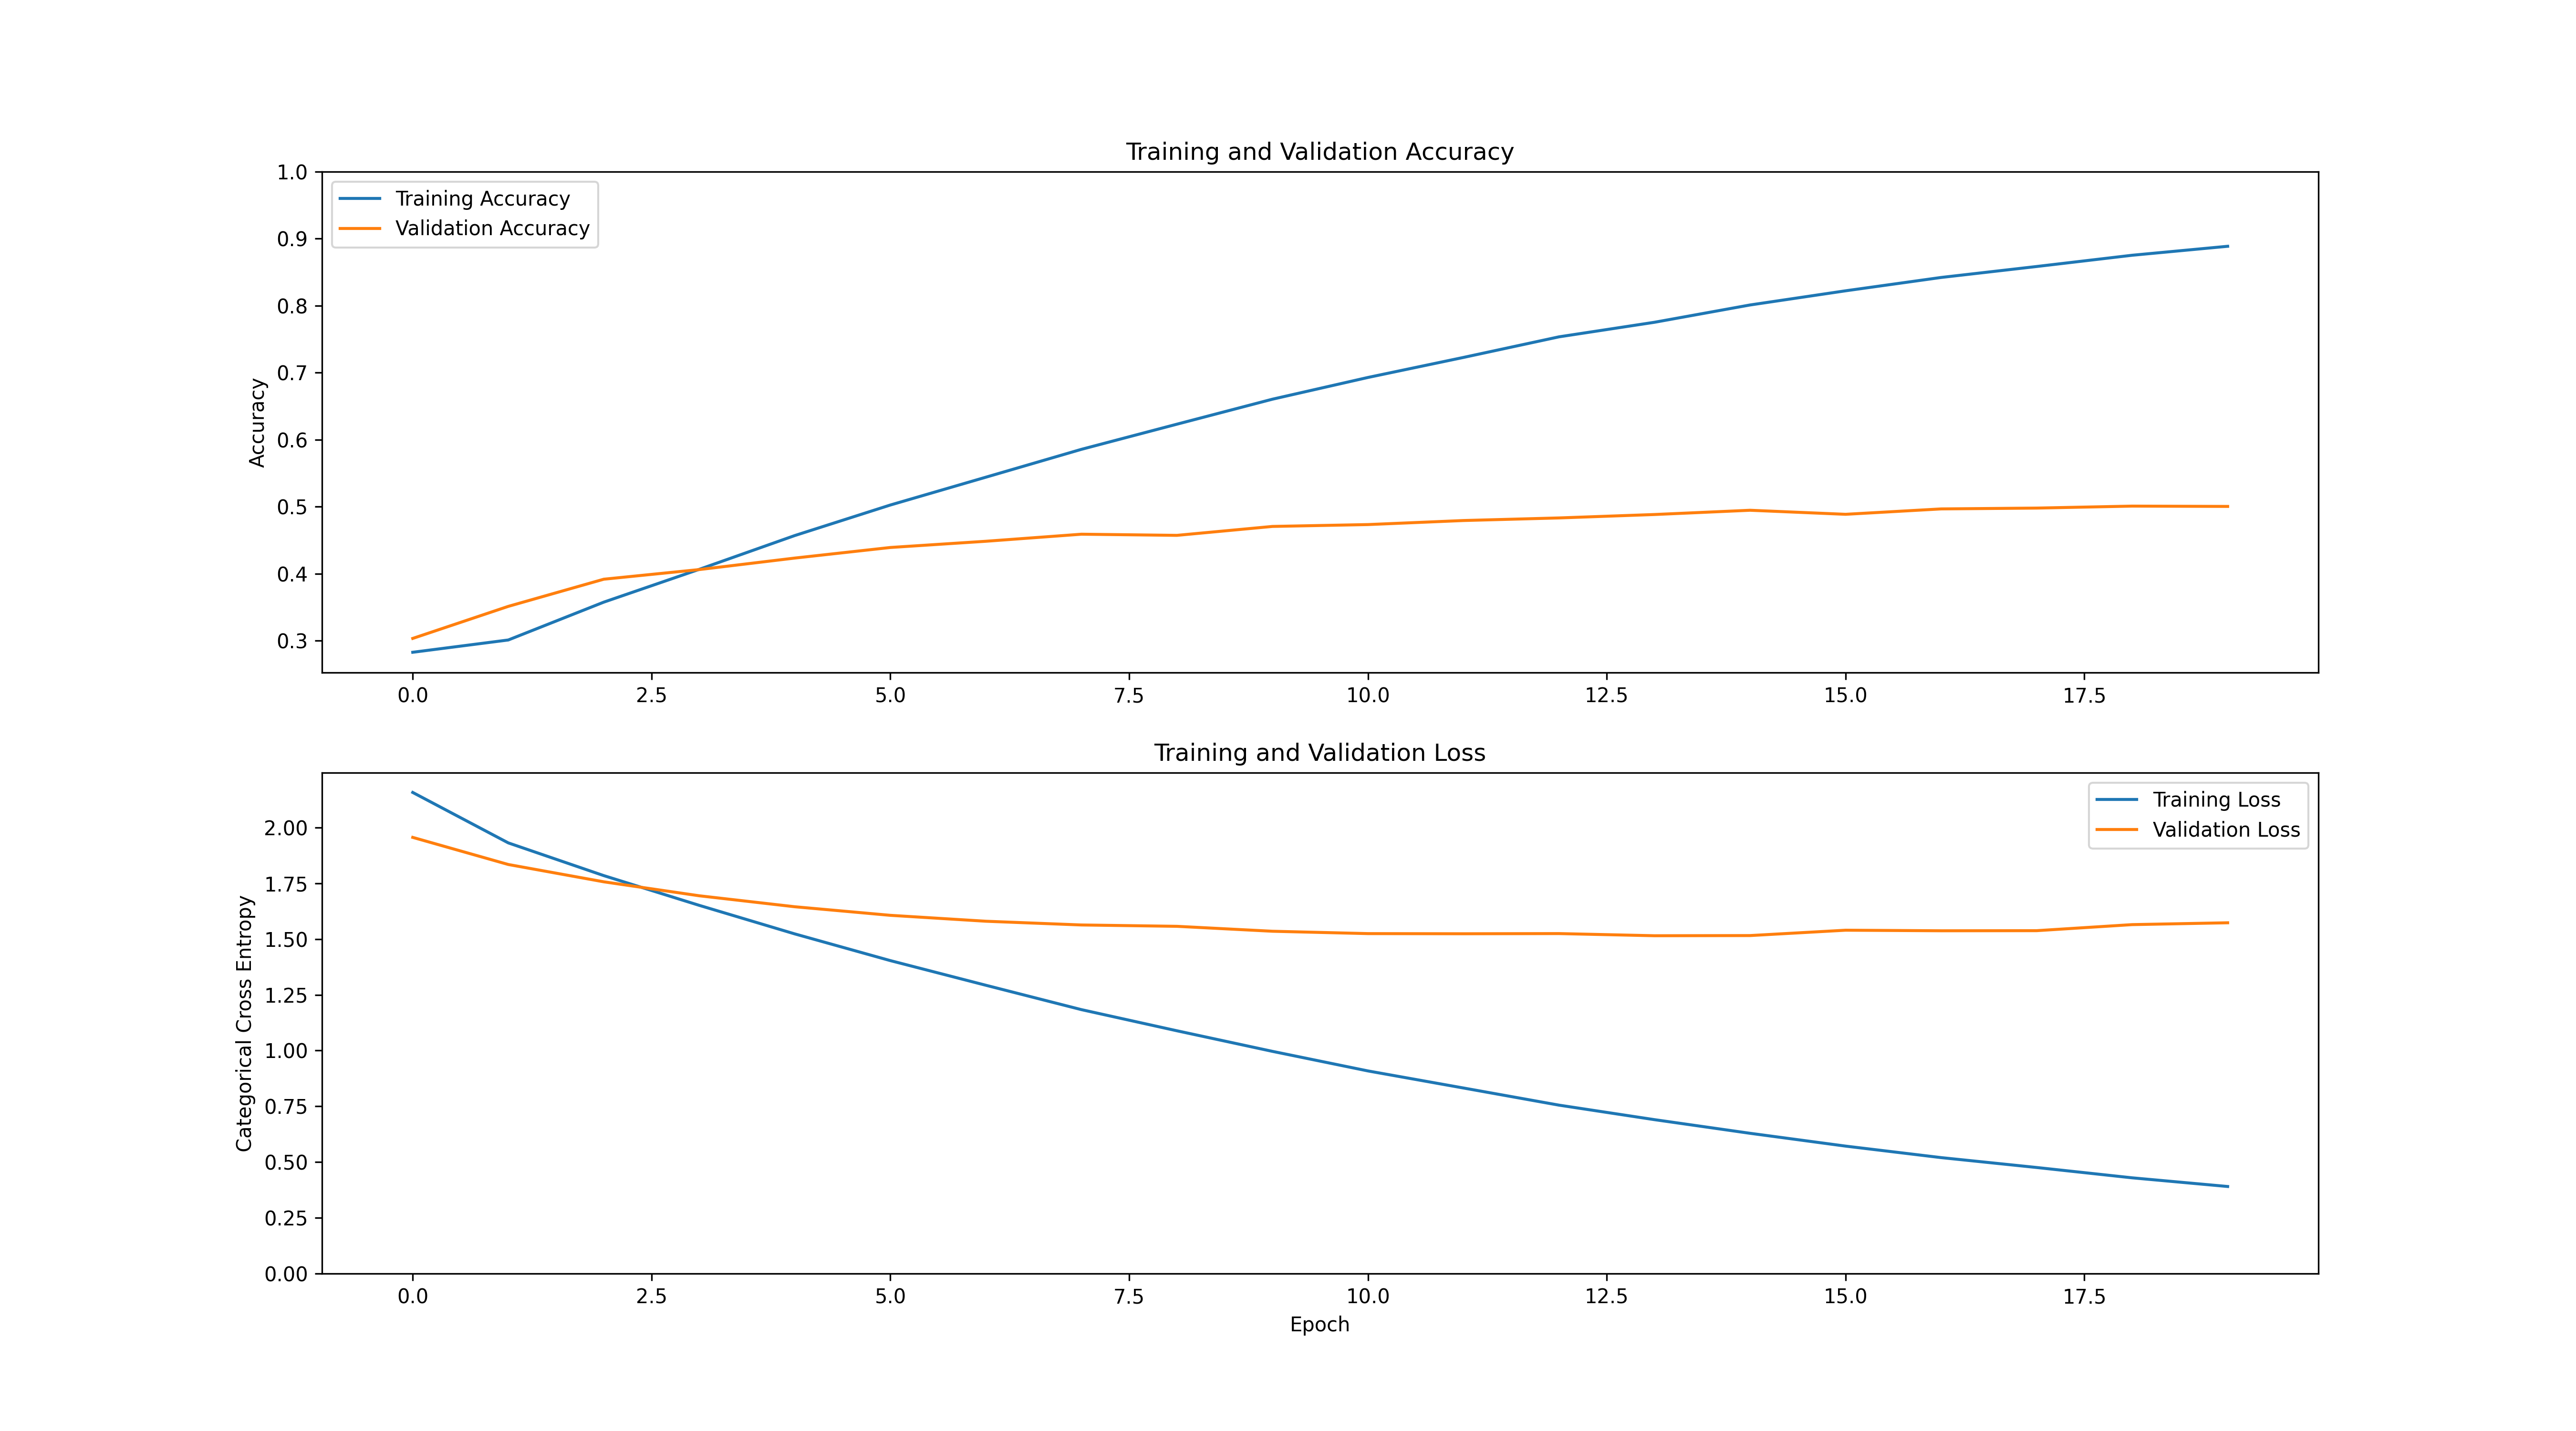 Training and Validation Accuracy
Training Accuracy
Validation Accuracy
Accuracy
1.0
0.9
0.8
0.7
0.6
0.5
0.4
0.3
0.0 2.5 5.0 7.5 10.0 12.5 15.0 17.5
Training and Validation Loss
Training Loss
Validation Loss
Categorical Cross Entropy
2.00
1.75
1.50
1.25
1.00
0.75
0.50
0.25
0.00
0.0 2.5 5.0 7.5 10.0 12.5 15.0 17.5
Epoch